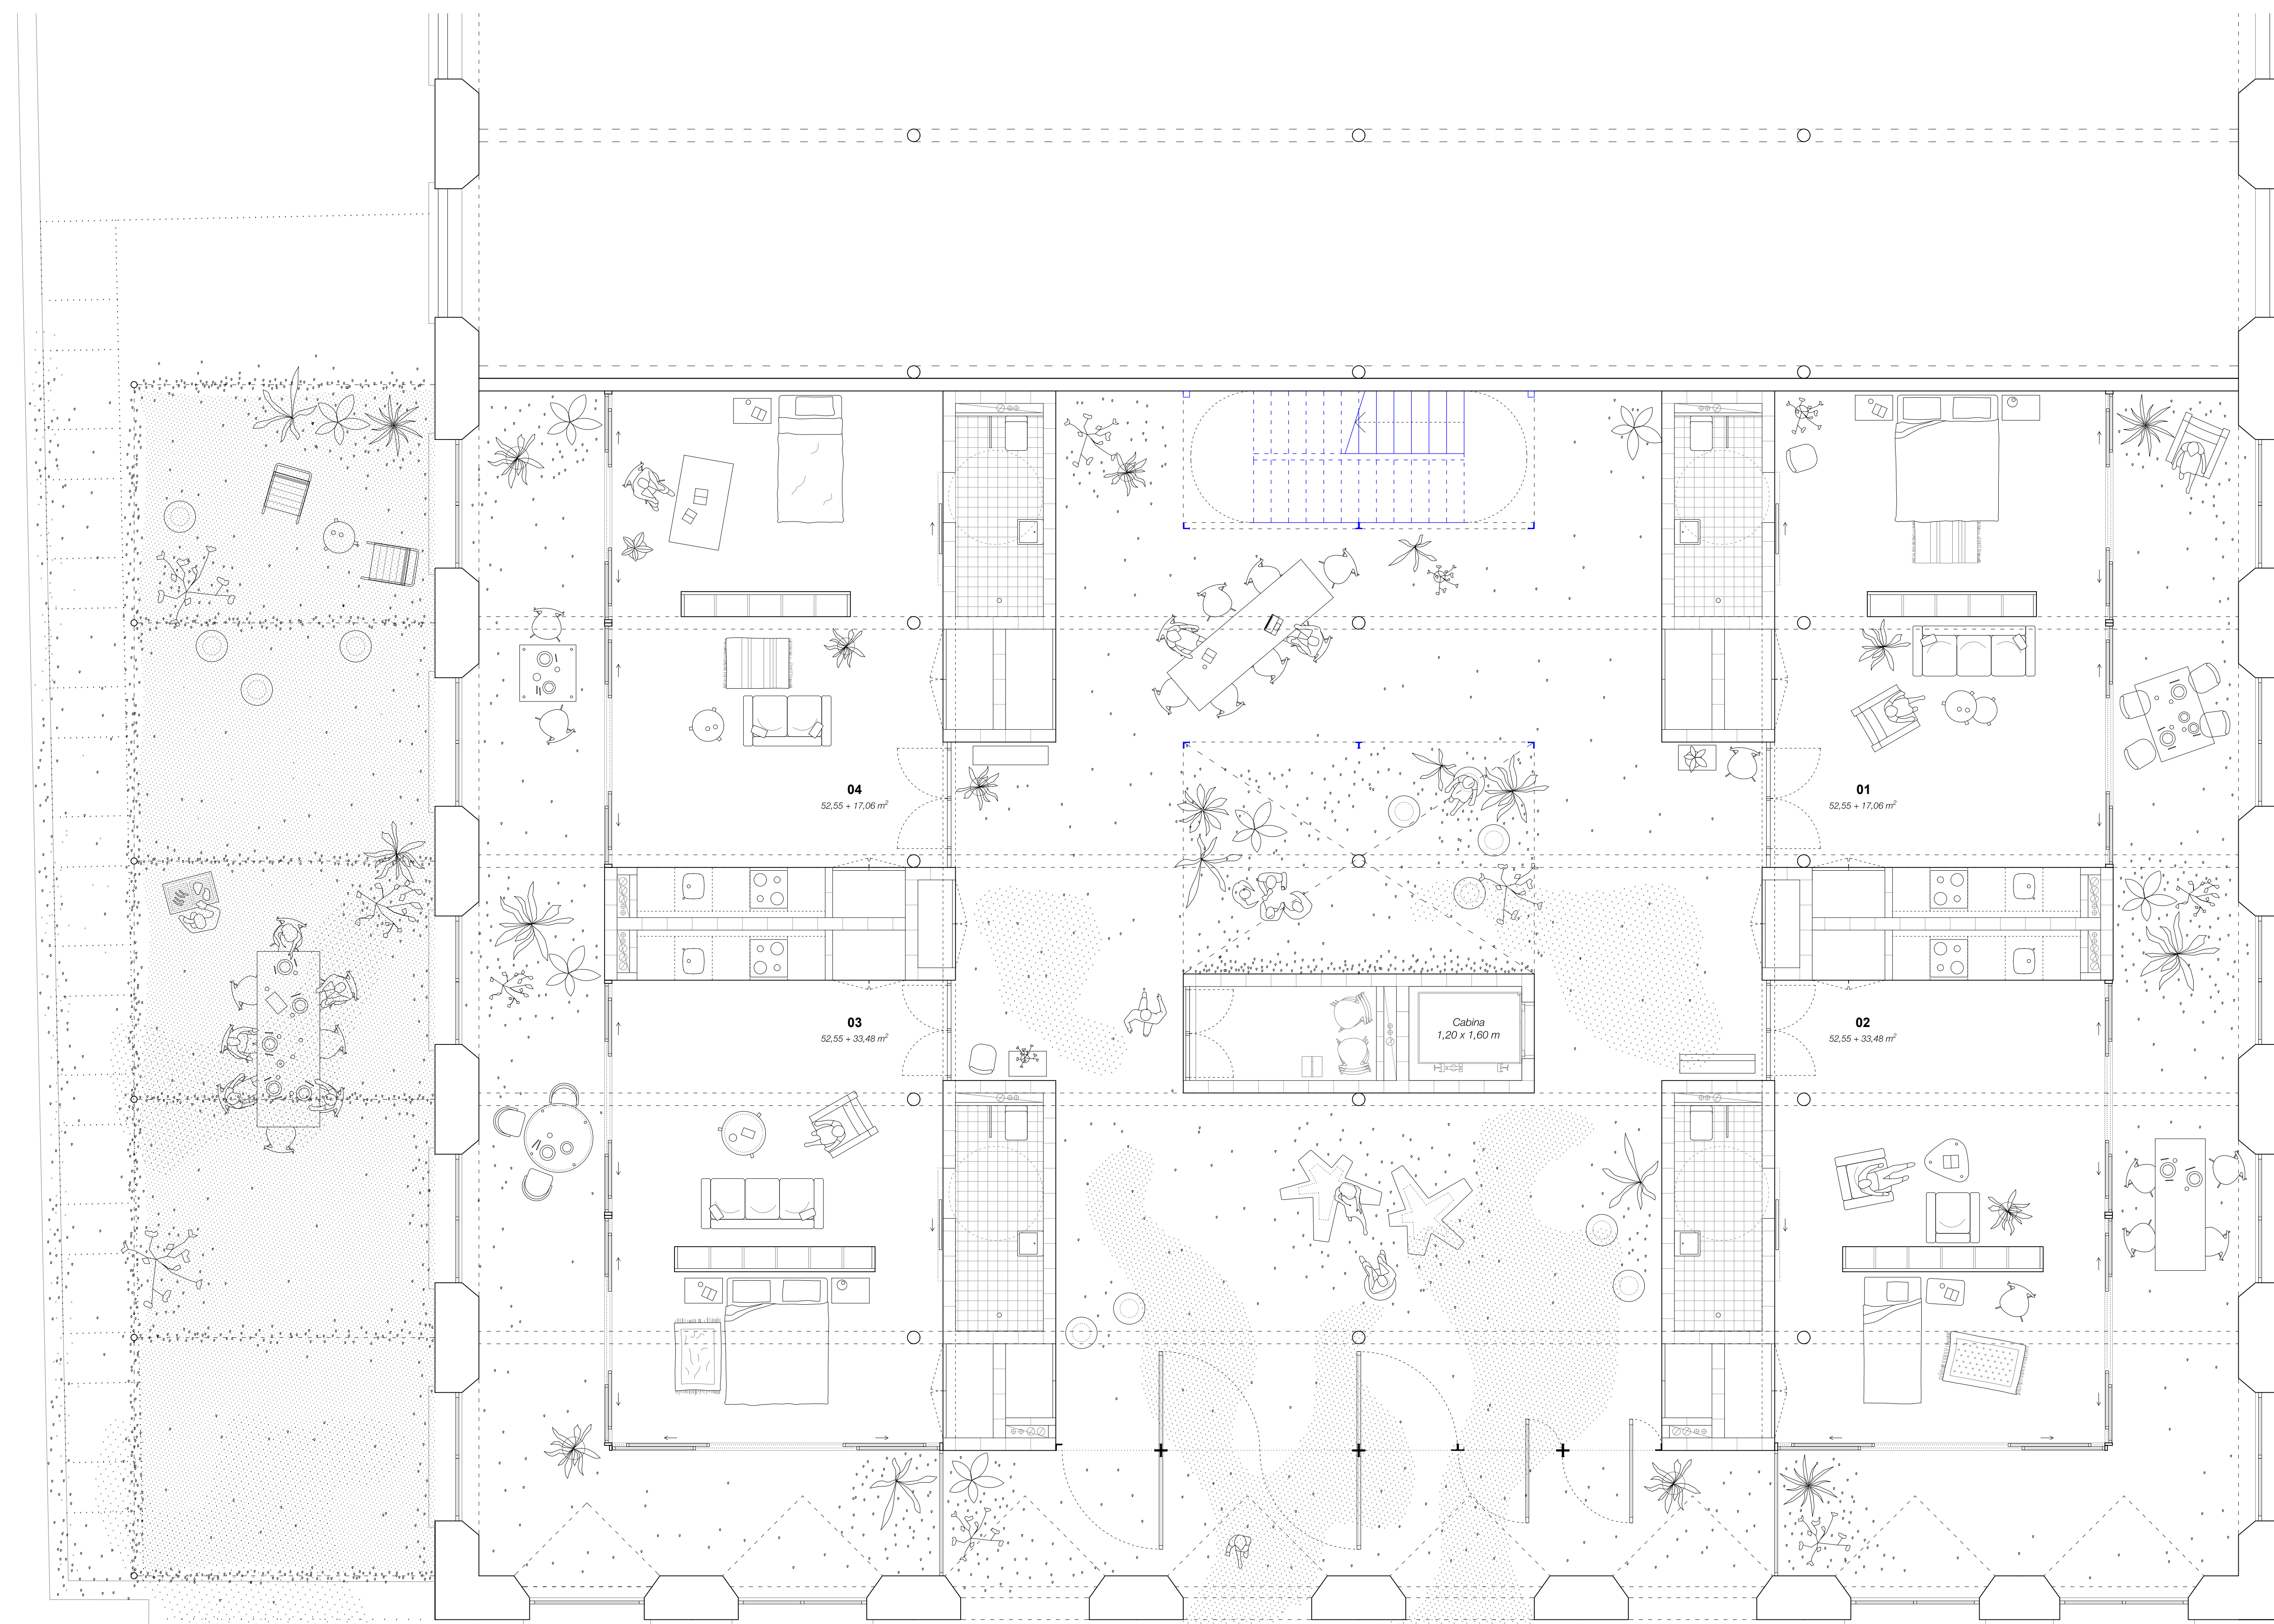 04
52,55 + 17,06 m²
01
52,55 + 17,06 m²
03
52,55 + 33,48 m²
Cabina
1,20 x 1,60 m
02
52,55 + 33,48 m²